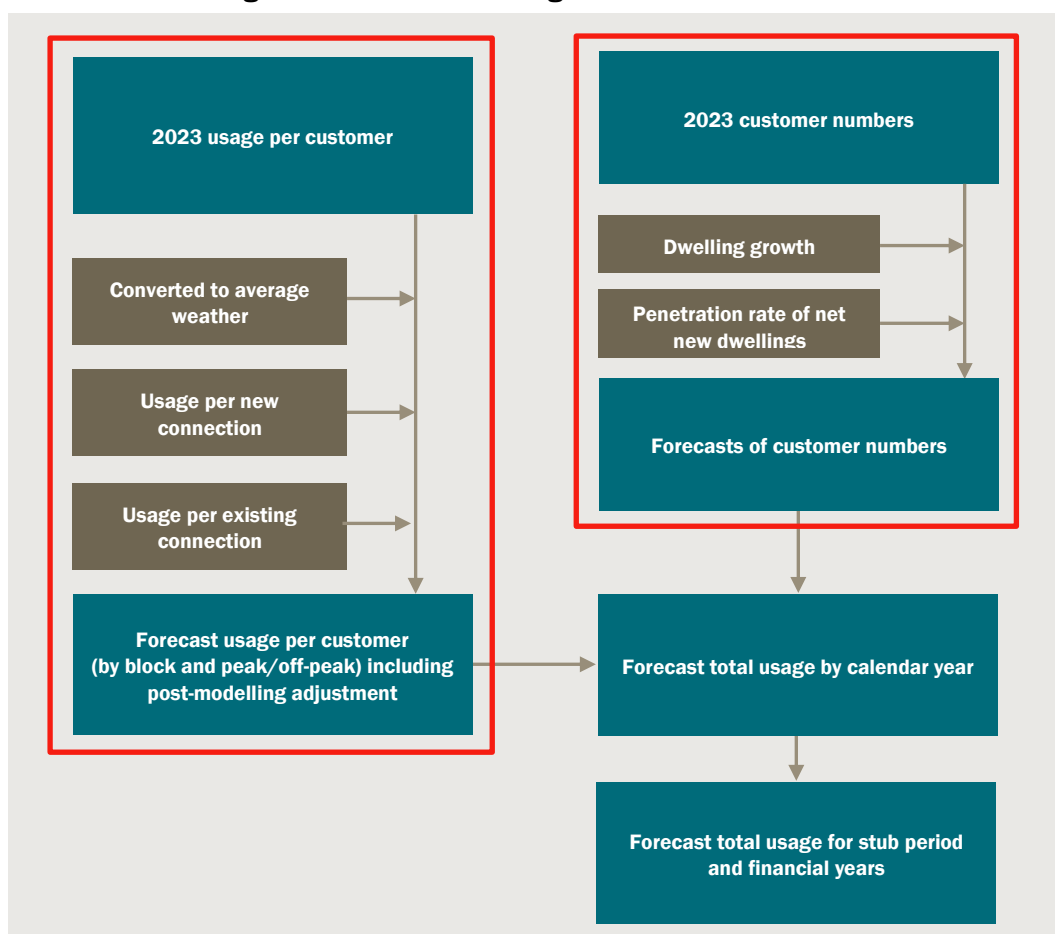 2023 usage per customer
Converted to average
weather
Usage per new
connection
Usage per existing
connection
Forecast usage per customer
(by block and peak/off-peak) including
post-modelling adjustment
2023 customer numbers
Dwelling growth
Penetration rate of net
new dwellings
Forecasts of customer numbers
Forecast total usage by calendar year
Forecast total usage for stub period
and financial years